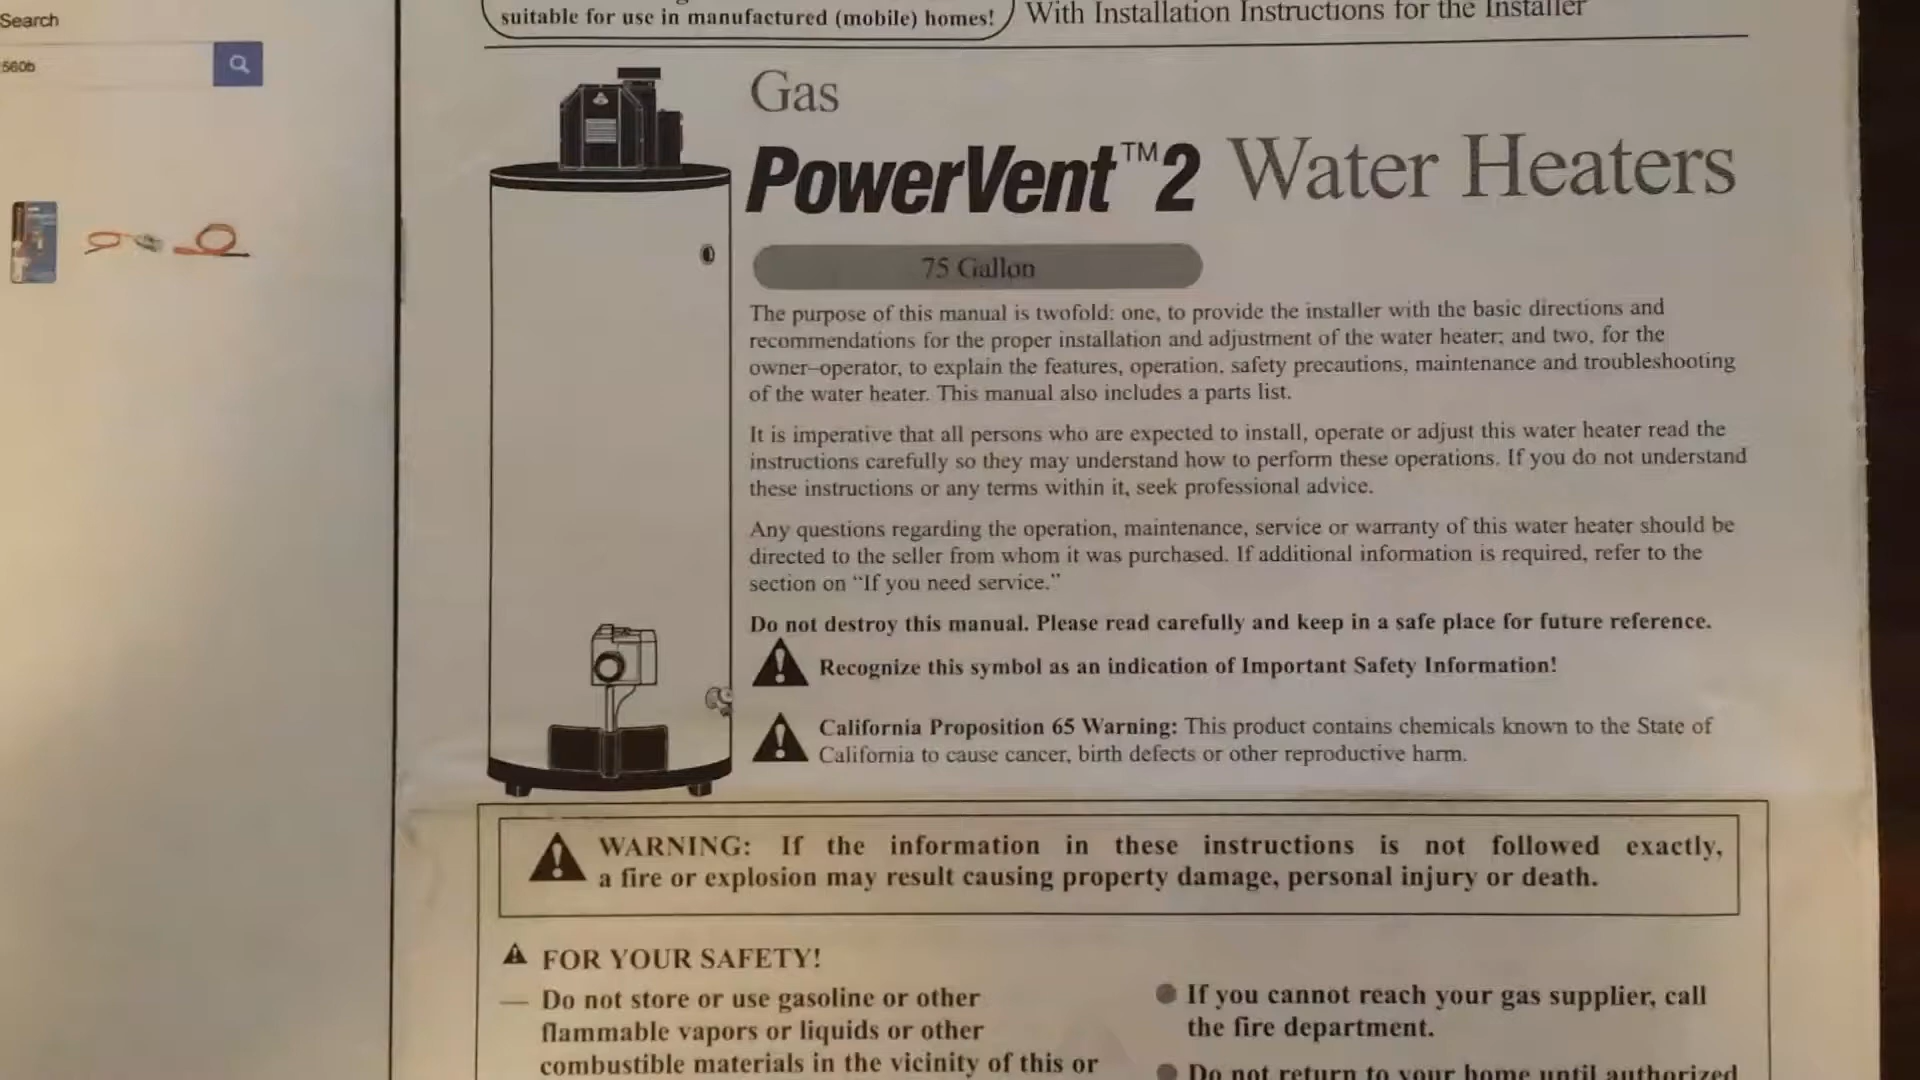 Search
560b
suitable for use in manufactured (mobile) homes!
With Installation Instructions for the Installer
Gas
PowerVent™2 Water Heaters
75 Gallon
The purpose of this manual is twofold: one, to provide the installer with the basic directions and
recommendations for the proper installation and adjustment of the water heater; and two, for the
owner–operator, to explain the features, operation, safety precautions, maintenance and troubleshooting
of the water heater. This manual also includes a parts list.
It is imperative that all persons who are expected to install, operate or adjust this water heater read the
instructions carefully so they may understand how to perform these operations. If you do not understand
these instructions or any terms within it, seek professional advice.
Any questions regarding the operation, maintenance, service or warranty of this water heater should be
directed to the seller from whom it was purchased. If additional information is required, refer to the
section on “If you need service.”
Do not destroy this manual. Please read carefully and keep in a safe place for future reference.
Recognize this symbol as an indication of Important Safety Information!
California Proposition 65 Warning: This product contains chemicals known to the State of
California to cause cancer, birth defects or other reproductive harm.
WARNING: If the information in these instructions is not followed exactly,
a fire or explosion may result causing property damage, personal injury or death.
FOR YOUR SAFETY!
— Do not store or use gasoline or other
flammable vapors or liquids or other
combustible materials in the vicinity of this or
● If you cannot reach your gas supplier, call
the fire department.
● Do not return to your home until authorized